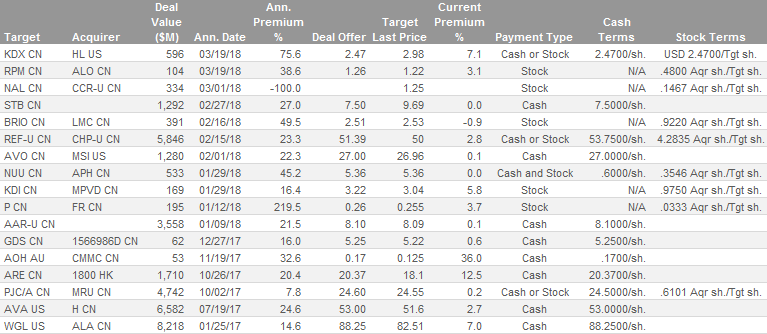 Deal Ann. Current
Value Premium Target Premium Cash
Target Acquirer ($M) Ann. Date % Deal Offer Last Price % Payment Type Terms Stock Terms
KDX CN HL US 596 03/19/18 75.6 2.47 2.98 7.1 Cash or Stock 2.4700/sh. USD 2.4700/Tgt sh.
RPM CN ALO CN 104 03/19/18 38.6 1.26 1.22 3.1 Stock N/A .4800 Aqr sh./Tgt sh.
NAL CN CCR-U CN 334 03/01/18 -100.0 1.25 Stock N/A .1467 Aqr sh./Tgt sh.
STB CN 1,292 02/27/18 27.0 7.50 9.69 0.0 Cash 7.5000/sh.
BRIO CN LMC CN 391 02/16/18 49.5 2.51 2.53 -0.9 Stock N/A .9220 Aqr sh./Tgt sh.
REF-U CN CHP-U CN 5,846 02/15/18 23.3 51.39 50 2.8 Cash or Stock 53.7500/sh. 4.2835 Aqr sh./Tgt sh.
AVO CN MSI US 1,280 02/01/18 22.3 27.00 26.96 0.1 Cash 27.0000/sh.
NUU CN APH CN 533 01/29/18 45.2 5.36 5.36 0.0 Cash and Stock .6000/sh. .3546 Aqr sh./Tgt sh.
KDI CN MPVD CN 169 01/29/18 16.4 3.22 3.04 5.8 Stock N/A .9750 Aqr sh./Tgt sh.
P CN FR CN 195 01/12/18 219.5 0.26 0.255 3.7 Stock N/A .0333 Aqr sh./Tgt sh.
AAR-U CN 3,558 01/09/18 21.5 8.10 8.09 0.1 Cash 8.1000/sh.
GDS CN 1566986D CN 62 12/27/17 16.0 5.25 5.22 0.6 Cash 5.2500/sh.
AOH AU CMMC CN 53 11/19/17 32.6 0.17 0.125 36.0 Cash .1700/sh.
ARE CN 1800 HK 1,710 10/26/17 20.4 20.37 18.1 12.5 Cash 20.3700/sh.
PJC/A CN MRU CN 4,742 10/02/17 7.8 24.60 24.55 0.2 Cash or Stock 24.5000/sh. .6101 Aqr sh./Tgt sh.
AVA US H CN 6,582 07/19/17 24.6 53.00 51.6 2.7 Cash 53.0000/sh.
WGL US ALA CN 8,218 01/25/17 14.6 88.25 82.51 7.0 Cash 88.2500/sh.